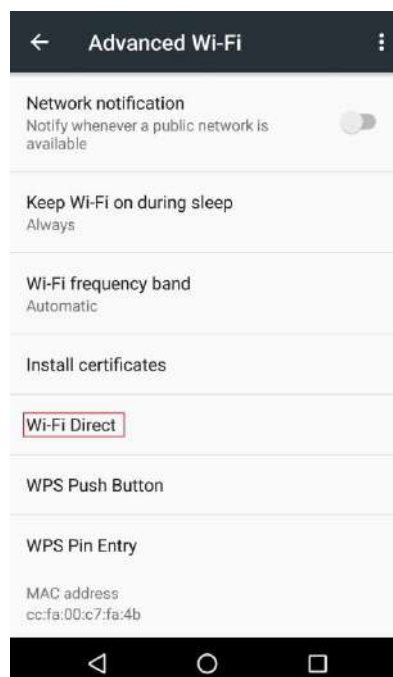 Advanced Wi-Fi
Network notification
Notify whenever a public network is
available
Keep Wi-Fi on during sleep
Always
Wi-Fi frequency band
Automatic
Install certificates
Wi-Fi Direct
WPS Push Button
WPS Pin Entry
MAC address
cc:fa:00:c7:fa:4b